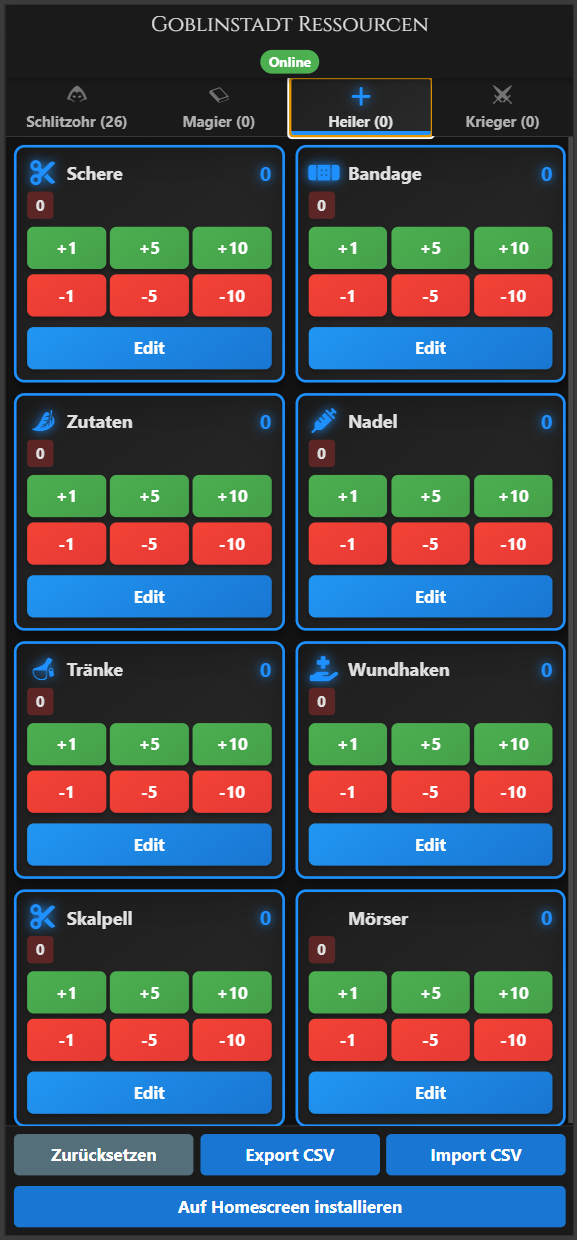 Goblinstadt Ressourcen
Online
Schlitzohr (26) Magier (0) Heiler (0) Krieger (0)
Schere 0
0
+1 +5 +10
-1 -5 -10
Edit
Bandage 0
0
+1 +5 +10
-1 -5 -10
Edit
Zutaten 0
0
+1 +5 +10
-1 -5 -10
Edit
Nadel 0
0
+1 +5 +10
-1 -5 -10
Edit
Tränke 0
0
+1 +5 +10
-1 -5 -10
Edit
Wundhaken 0
0
+1 +5 +10
-1 -5 -10
Edit
Skalpell 0
0
+1 +5 +10
-1 -5 -10
Edit
Mörser 0
0
+1 +5 +10
-1 -5 -10
Edit
Zurücksetzen Export CSV Import CSV
Auf Homescreen installieren